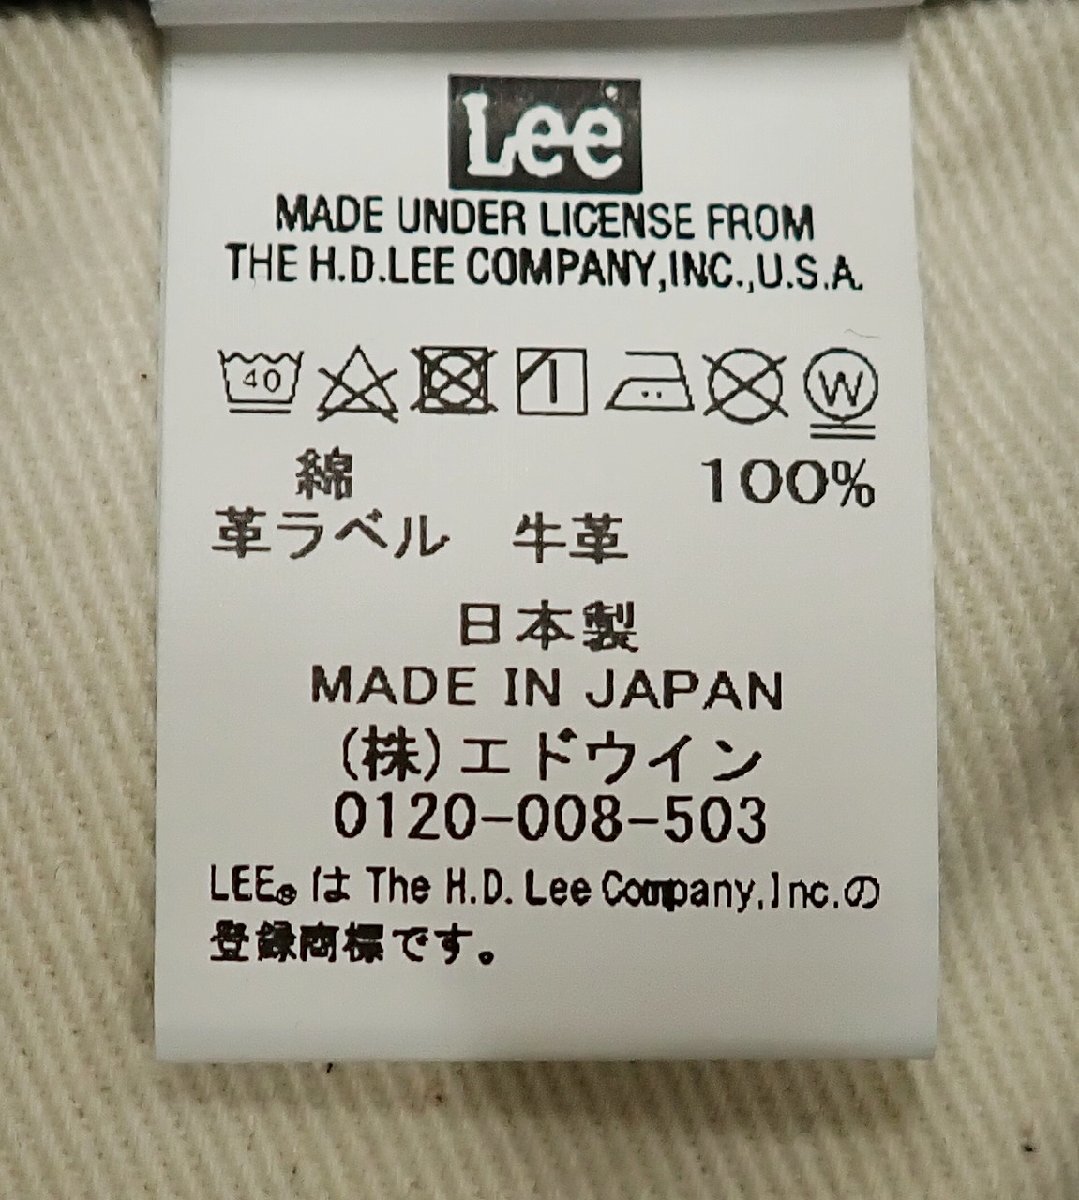 Lee
MADE UNDER LICENSE FROM
THE H.D.LEE COMPANY,INC.,U.S.A.
40 W
綿 100%
革ラベル 牛革
日本製
MADE IN JAPAN
(株)エドウイン
0120-008-503
LEE®は The H.D. Lee Company,Inc.の
登録商標です。